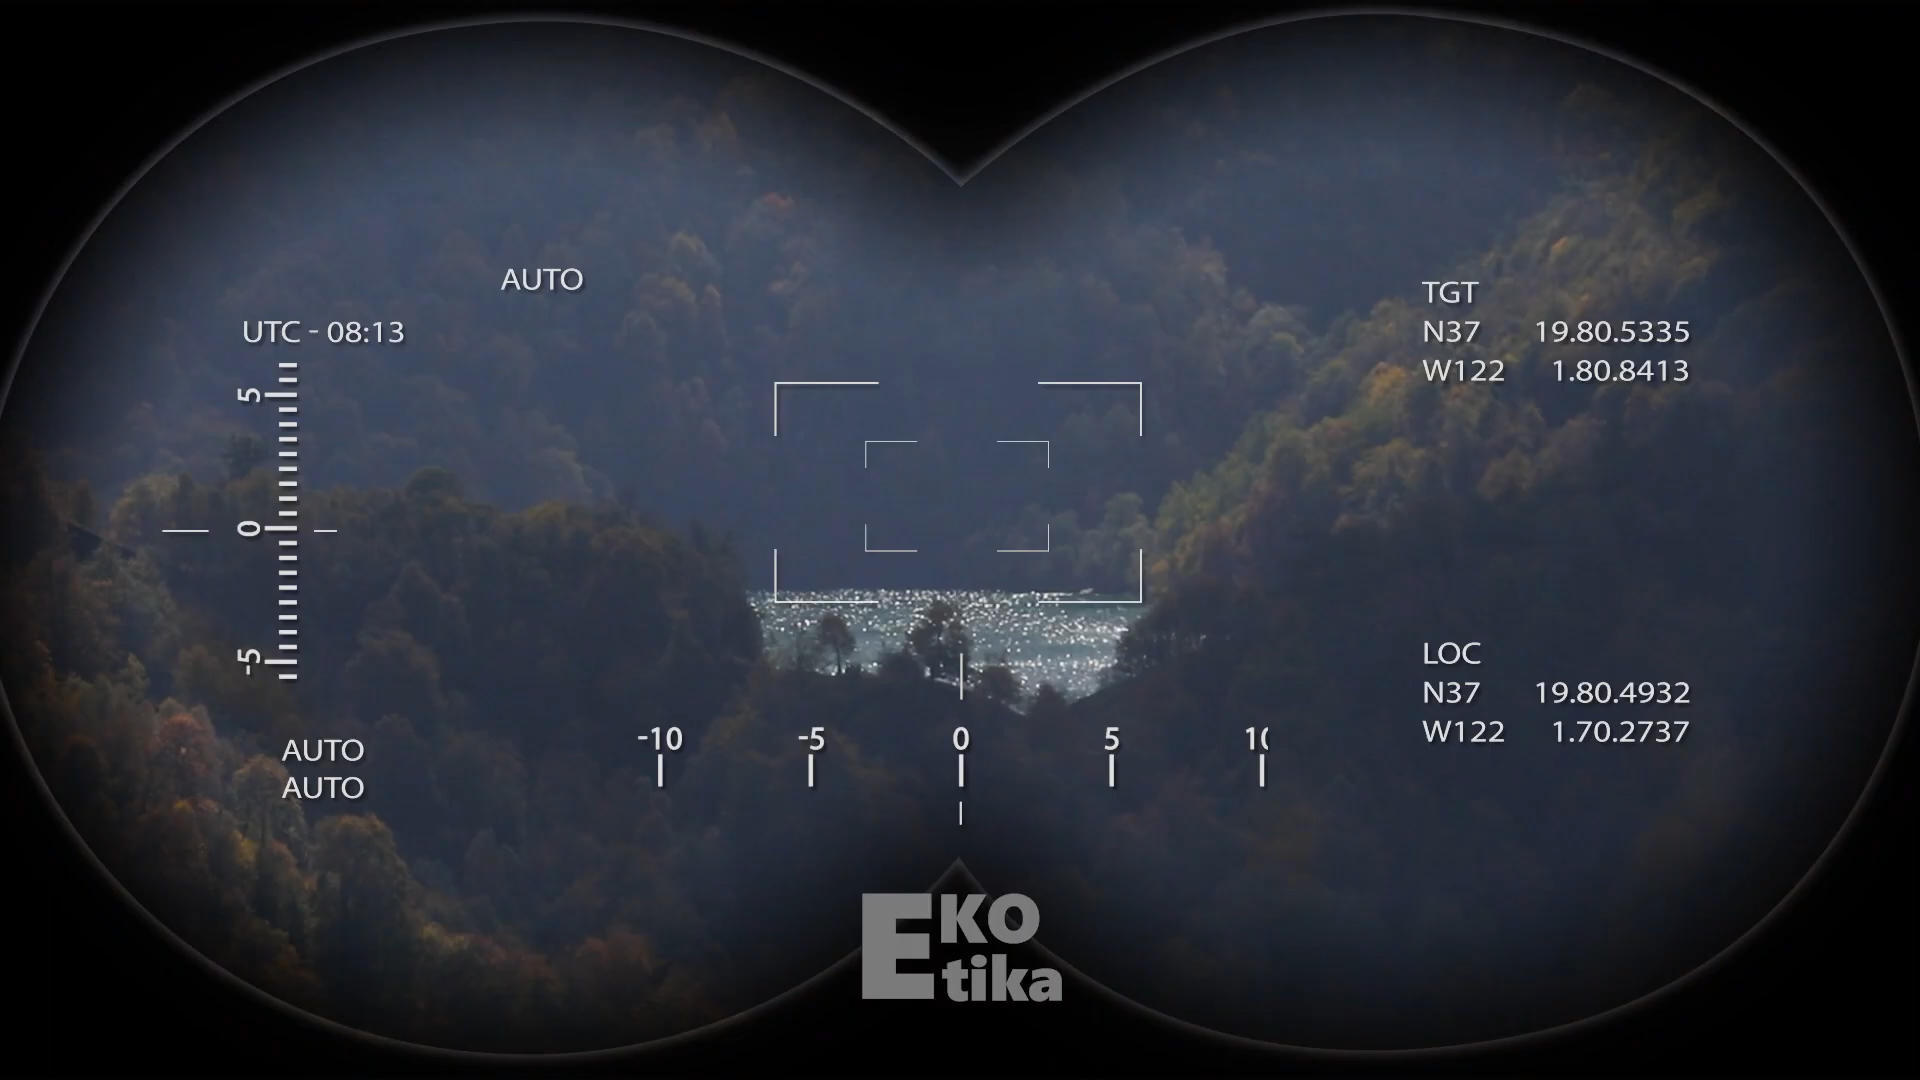 AUTO
UTC - 08:13
5
0
-5
AUTO
AUTO
TGT
N37 19.80.5335
W122 1.80.8413
LOC
N37 19.80.4932
W122 1.70.2737
-10 -5 0 5 10
EKO
tika